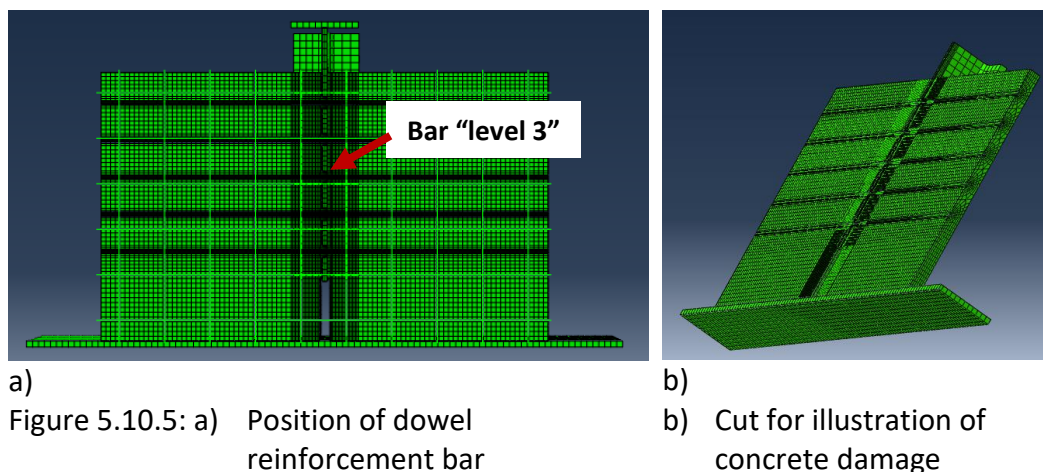 Bar “level 3”
a)
b)
Figure 5.10.5: a) Position of dowel
reinforcement bar
b) Cut for illustration of
concrete damage